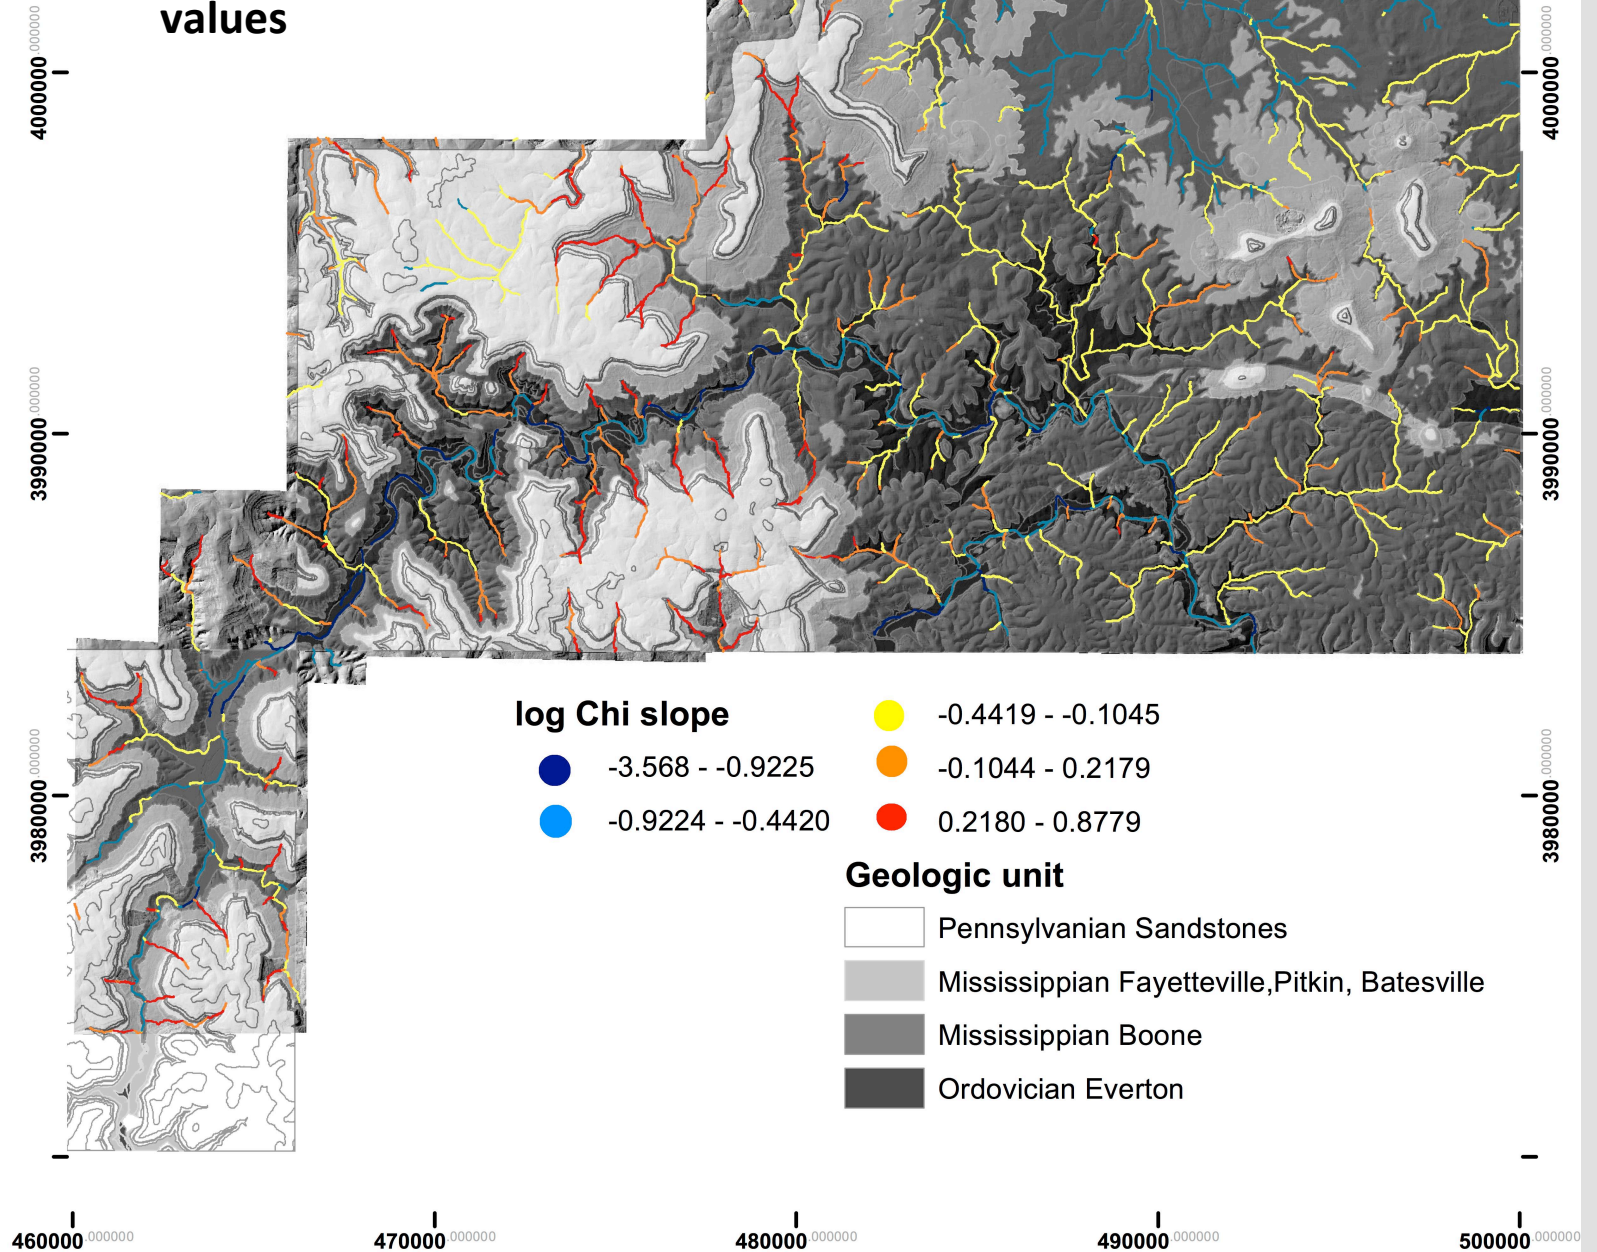 values
4000000.000000
4000000.000000
3990000.000000
3990000.000000
3980000.000000
3980000.000000
log Chi slope
-3.568 - -0.9225
-0.9224 - -0.4420
-0.4419 - -0.1045
-0.1044 - 0.2179
0.2180 - 0.8779
Geologic unit
Pennsylvanian Sandstones
Mississippian Fayetteville,Pitkin, Batesville
Mississippian Boone
Ordovician Everton
460000.000000
470000.000000
480000.000000
490000.000000
500000.000000